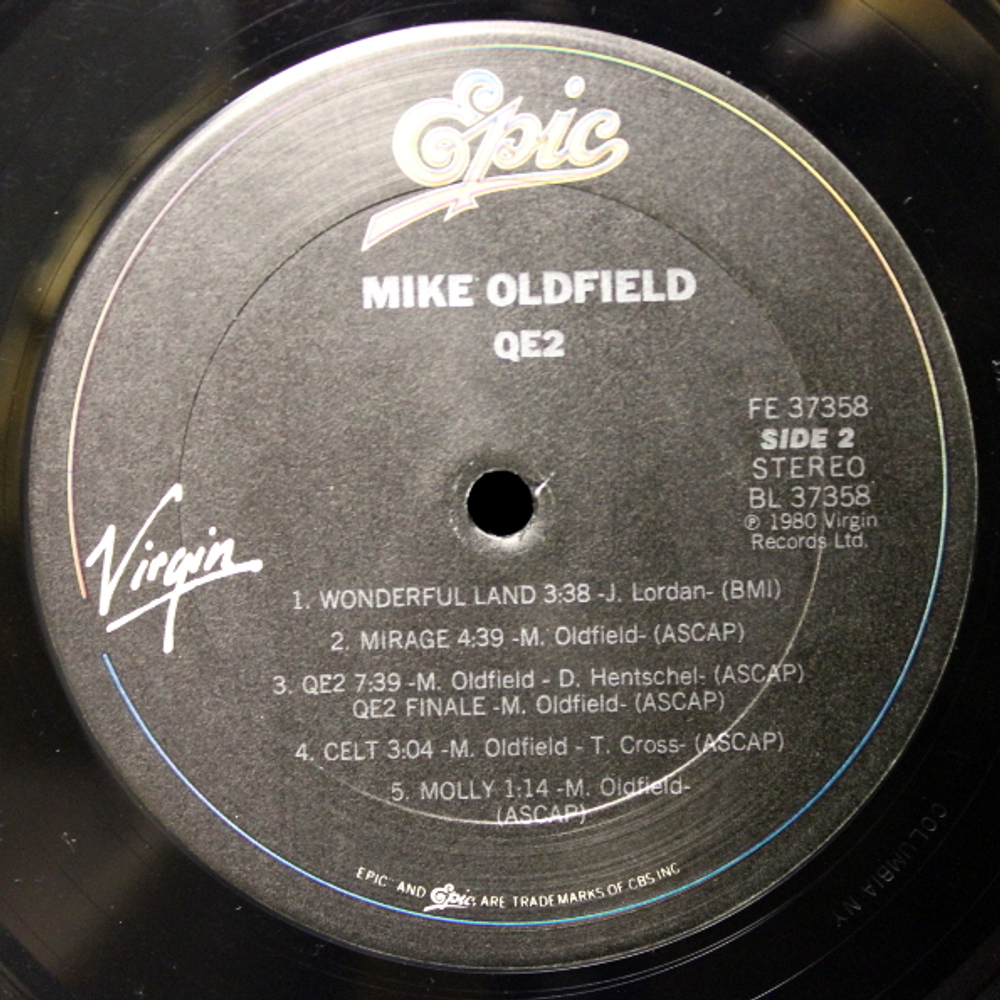 Epic
MIKE OLDFIELD
QE2
FE 37358
SIDE 2
STEREO
BL 37358
℗ 1980 Virgin
Records Ltd.
Virgin
1. WONDERFUL LAND 3:38 -J. Lordan- (BMI)
2. MIRAGE 4:39 -M. Oldfield- (ASCAP)
3. QE2 7:39 -M. Oldfield - D. Hentschel- (ASCAP)
QE2 FINALE -M. Oldfield- (ASCAP)
4. CELT 3:04 -M. Oldfield - T. Cross- (ASCAP)
5. MOLLY 1:14 -M. Oldfield-
(ASCAP)
EPIC AND Epic ARE TRADEMARKS OF CBS INC
COLUMBIA NY